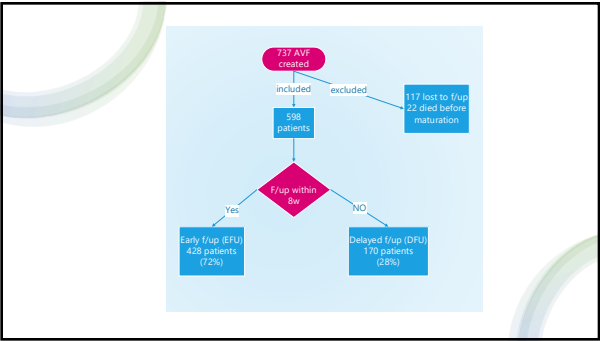 737 AVF
created
included
excluded
117 lost to f/up
22 died before
maturation
598
patients
F/up within
8w
Yes
NO
Early f/up (EFU)
428 patients
(72%)
Delayed f/up (DFU)
170 patients
(28%)